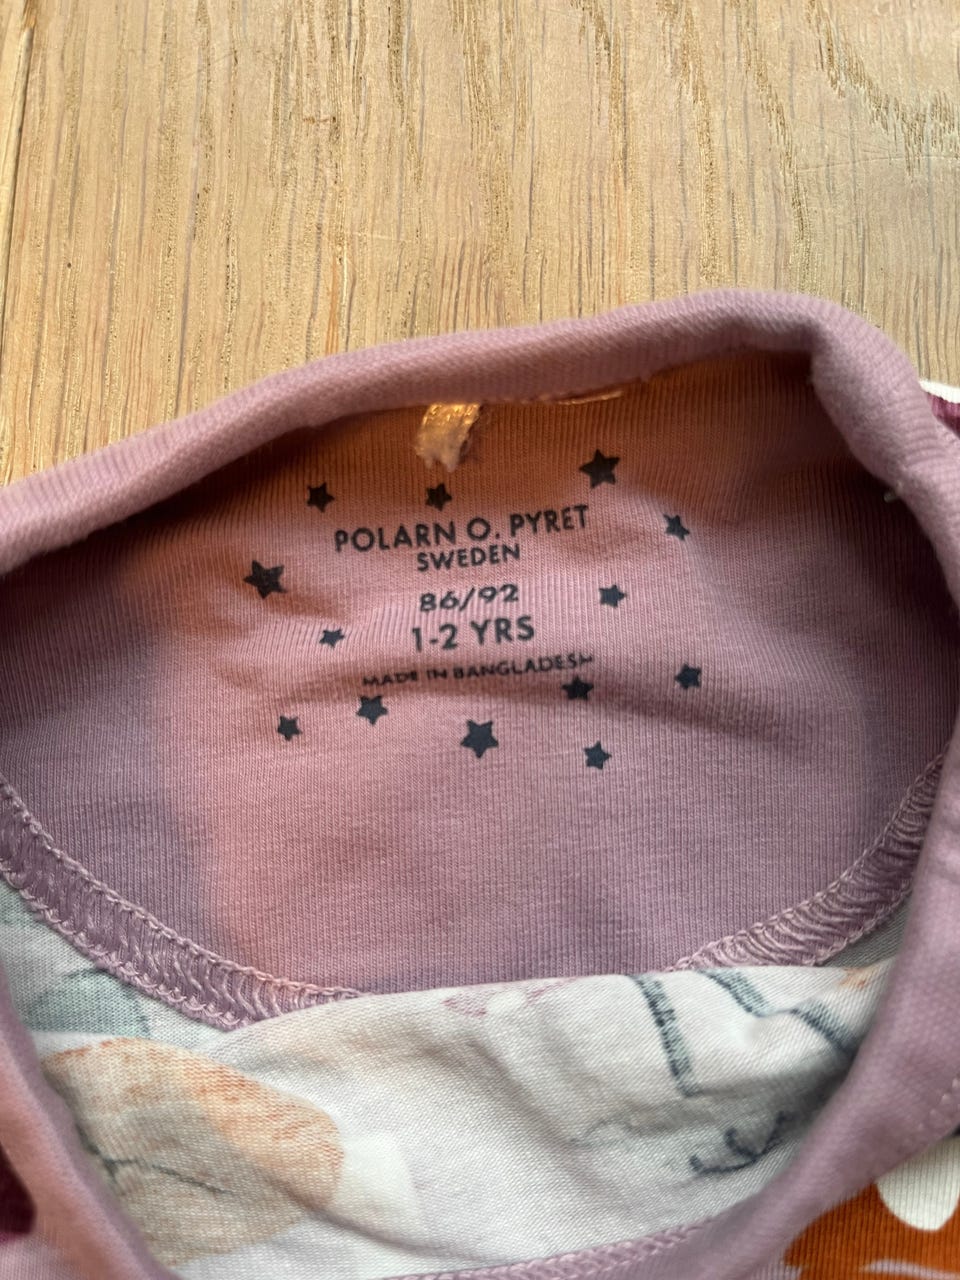 POLARN O. PYRET
SWEDEN
86/92
1-2 YRS
MADE IN BANGLADESH